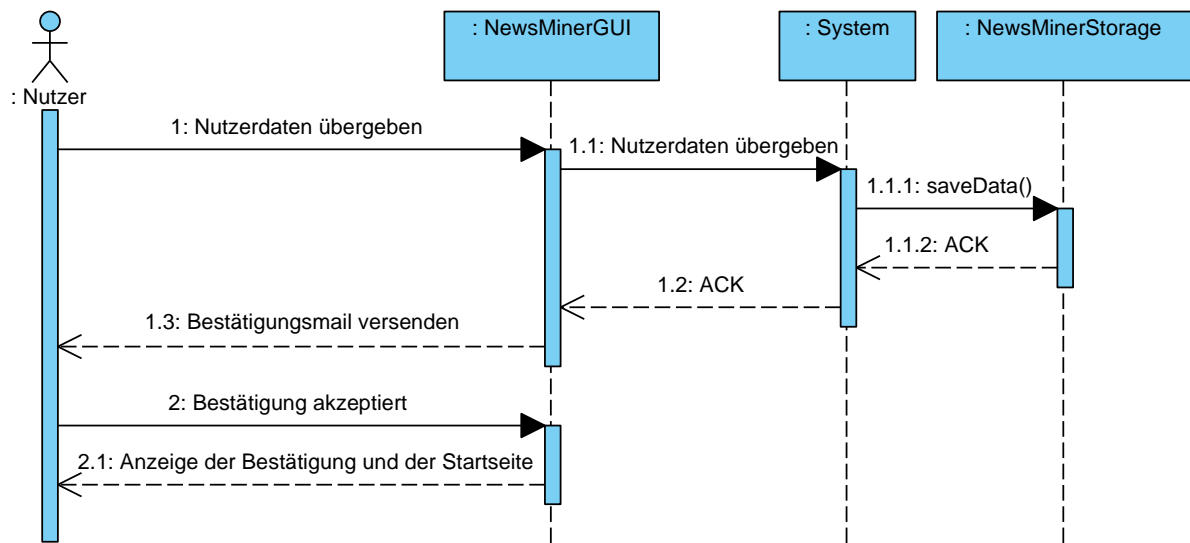 : NewsMinerGUI
: System
: NewsMinerStorage
: Nutzer
1: Nutzerdaten übergeben
1.1: Nutzerdaten übergeben
1.1.1: saveData()
1.1.2: ACK
1.2: ACK
1.3: Bestätigungsmail versenden
2: Bestätigung akzeptiert
2.1: Anzeige der Bestätigung und der Startseite